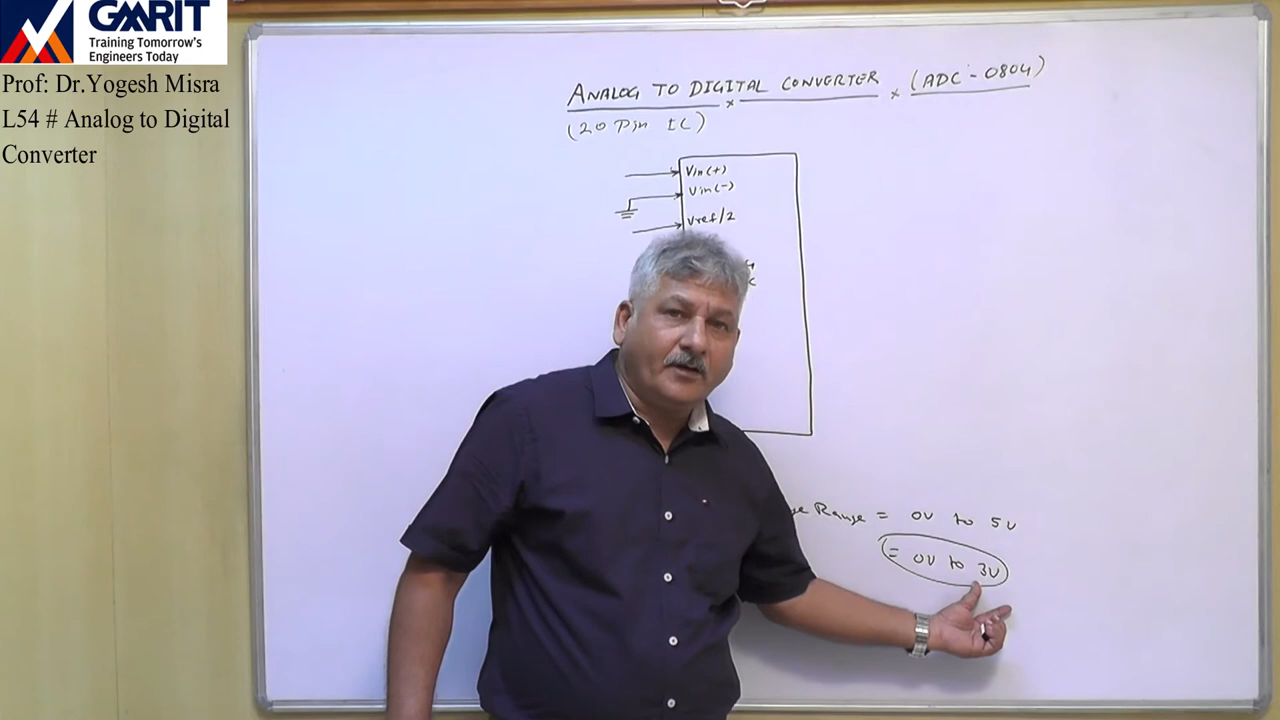 GMRIT
Training Tomorrow's
Engineers Today
Prof: Dr.Yogesh Misra
L54 # Analog to Digital
Converter
ANALOG TO DIGITAL CONVERTER (ADC-0804)
(20 Pin IC)
Vin(+)
Vin(-)
Vref/2
Range = 0V to 5V
= 0V to 3V